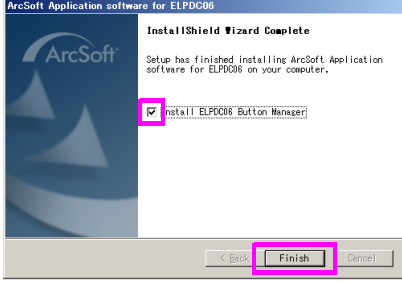 ArcSoft Application software for ELPDC06
InstallShield Wizard Complete
ArcSoft
Setup has finished installing ArcSoft Application
software for ELPDC06 on your computer.
Install ELPDC06 Button Manager
< Back
Finish
Cancel